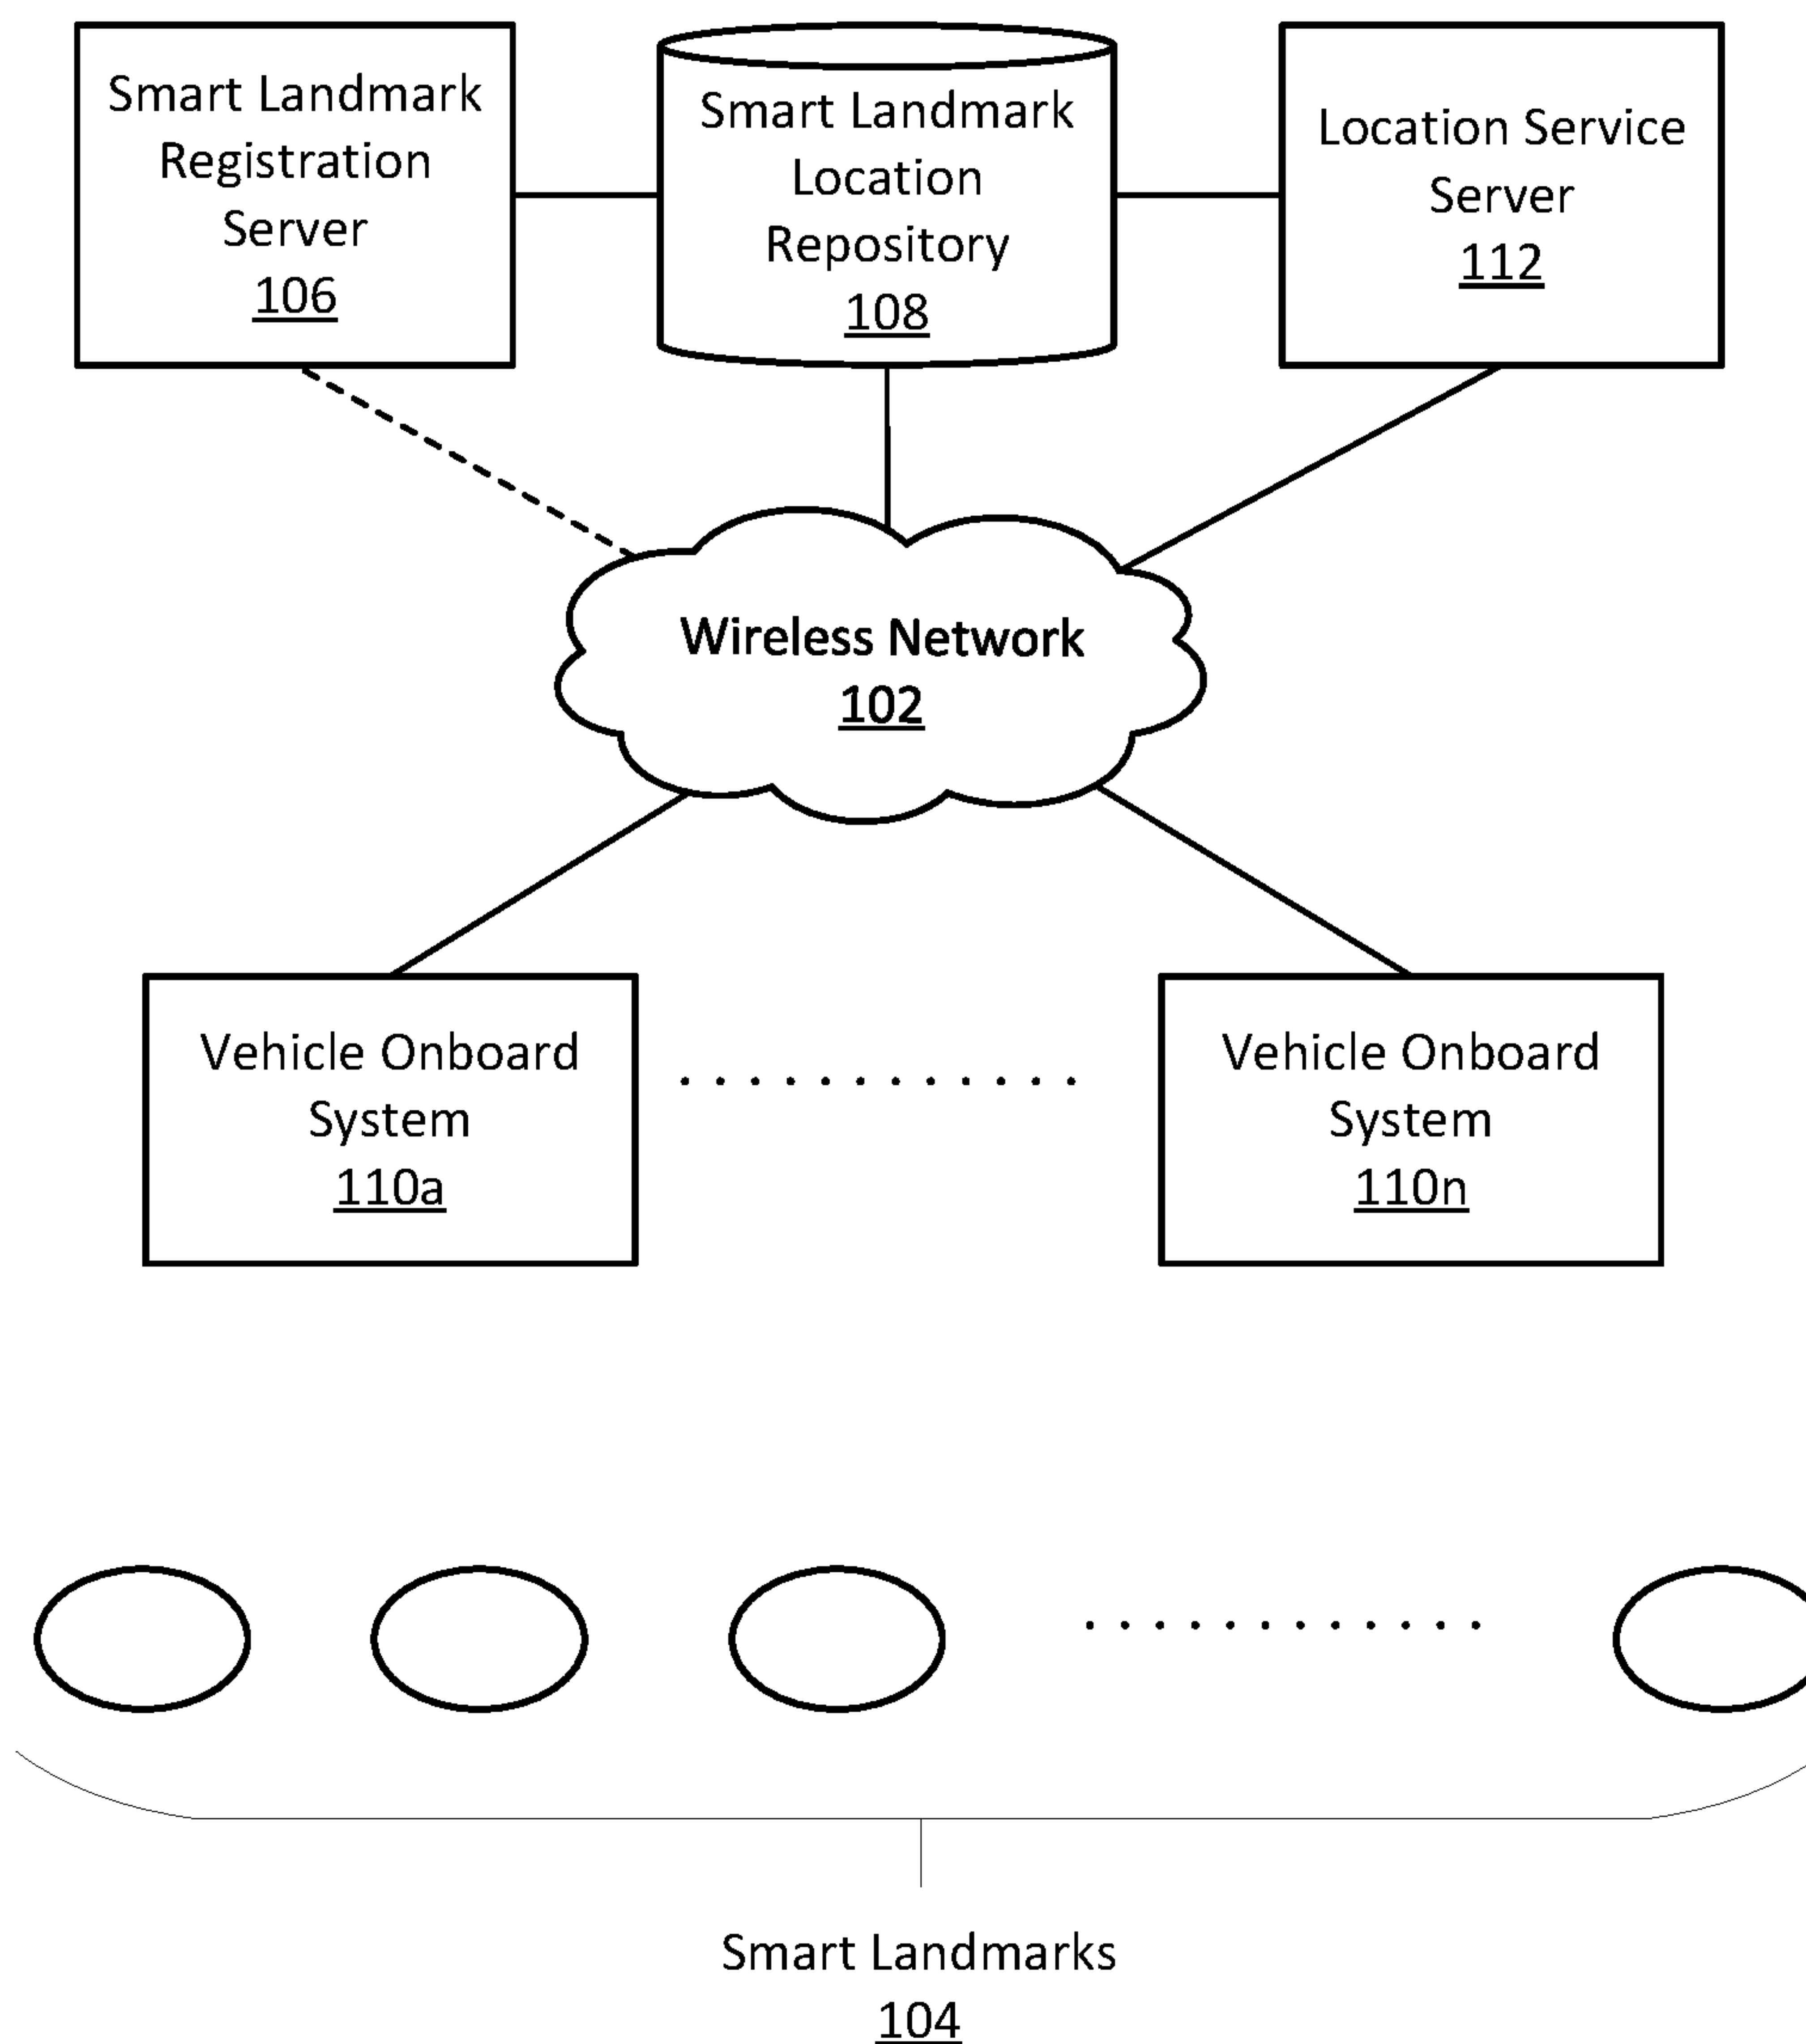 Smart Landmark
Registration
Server
106
Smart Landmark
Location
Repository
108
Location Service
Server
112
Wireless Network
102
Vehicle Onboard
System
110a
Vehicle Onboard
System
110n
Smart Landmarks
104